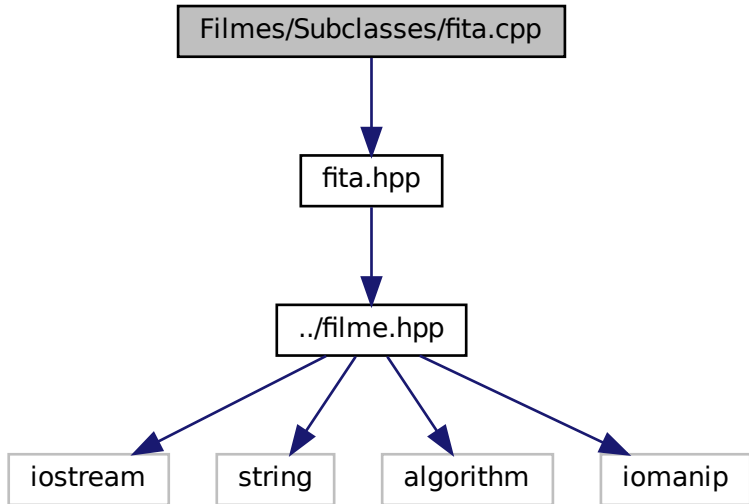 Filmes/Subclasses/fita.cpp
fita.hpp
../filme.hpp
iostream
string
algorithm
iomanip